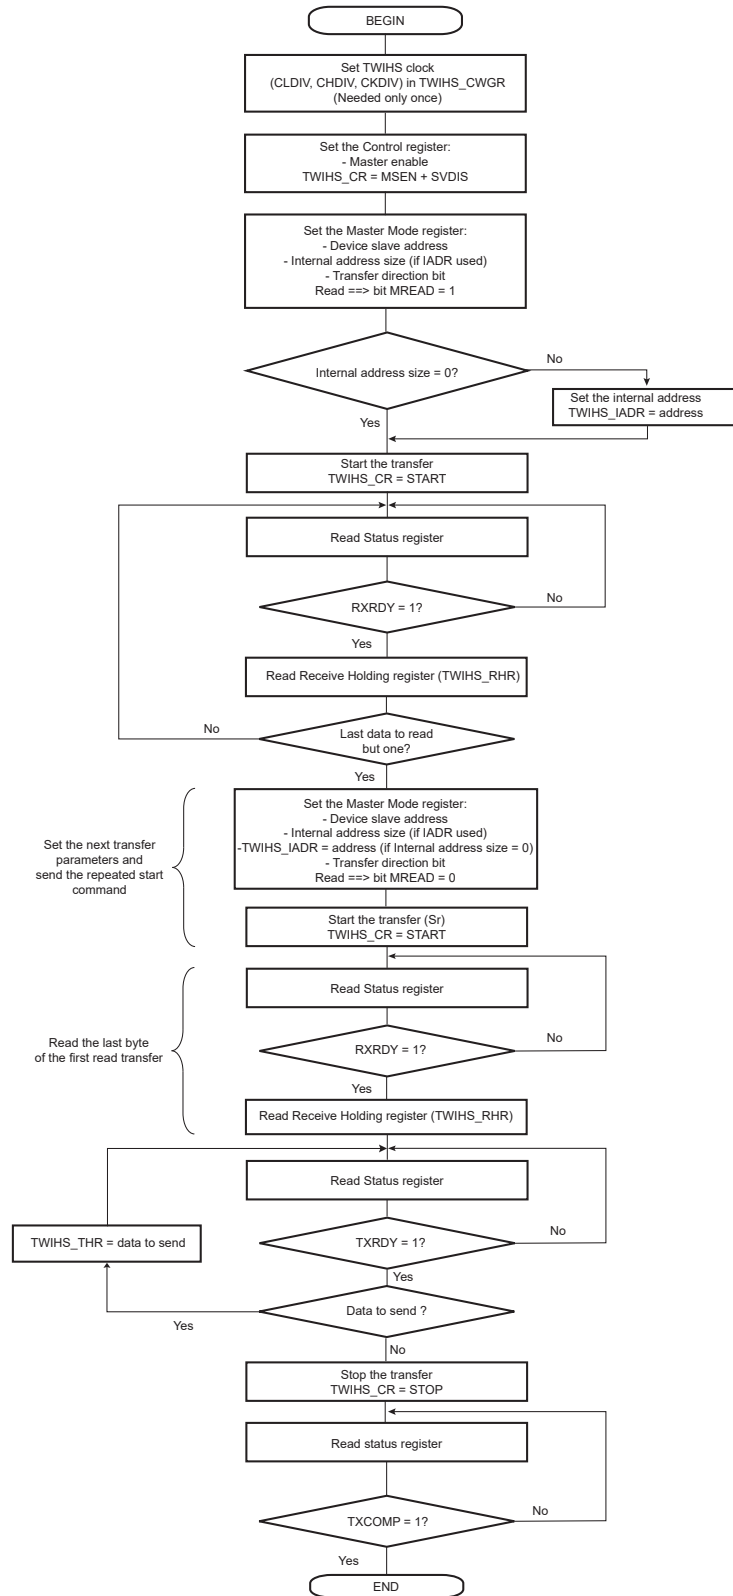 BEGIN
Set TWIHS clock
(CLDIV, CHDIV, CKDIV) in TWIHS_CWGR
(Needed only once)
Set the Control register:
- Master enable
TWIHS_CR = MSEN + SVDIS
Set the Master Mode register:
- Device slave address
- Internal address size (if IADR used)
- Transfer direction bit
Read ==> bit MREAD = 1
Internal address size = 0?
No
Set the internal address
TWIHS_IADR = address
Yes
Start the transfer
TWIHS_CR = START
Read Status register
RXRDY = 1?
No
Yes
Read Receive Holding register (TWIHS_RHR)
No
Last data to read
but one?
Yes
Set the next transfer
parameters and
send the repeated start
command
Set the Master Mode register:
- Device slave address
- Internal address size (if IADR used)
-TWIHS_IADR = address (if Internal address size = 0)
- Transfer direction bit
Read ==> bit MREAD = 0
Start the transfer (Sr)
TWIHS_CR = START
Read the last byte
of the first read transfer
Read Status register
RXRDY = 1?
No
Yes
Read Receive Holding register (TWIHS_RHR)
Read Status register
TWIHS_THR = data to send
TXRDY = 1?
No
Yes
Data to send ?
Yes
No
Stop the transfer
TWIHS_CR = STOP
Read status register
TXCOMP = 1?
No
Yes
END